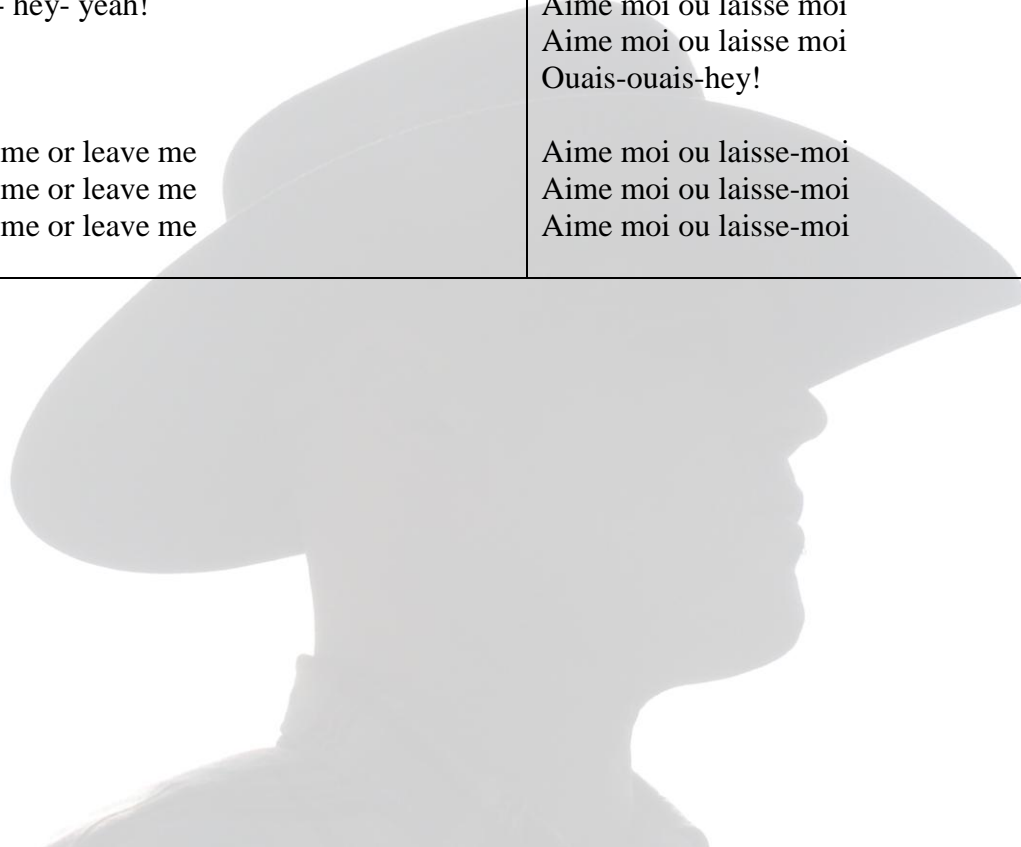 - hey- yeah!
me or leave me
me or leave me
me or leave me
Aime moi ou laisse moi
Aime moi ou laisse moi
Ouais-ouais-hey!
Aime moi ou laisse-moi
Aime moi ou laisse-moi
Aime moi ou laisse-moi